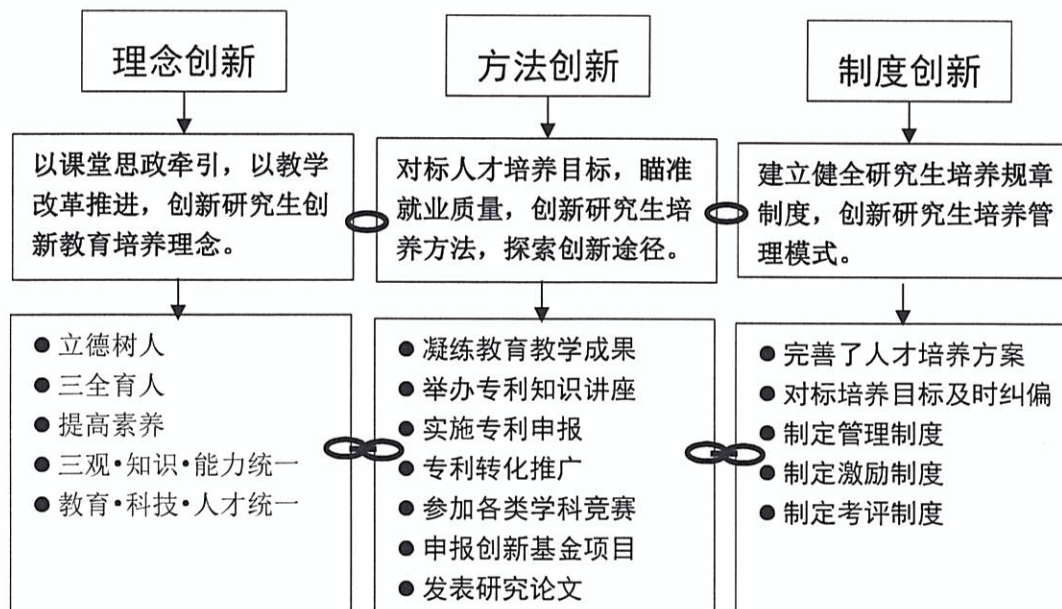 理念创新
方法创新
制度创新
以课堂思政牵引，以教学
改革推进，创新研究生创
新教育培养理念。
对标人才培养目标，瞄准
就业质量，创新研究生培
养方法，探索创新途径。
建立健全研究生培养规章
制度，创新研究生培养管
理模式。
● 立德树人
● 三全育人
● 提高素养
● 三观•知识•能力统一
● 教育•科技•人才统一
● 凝练教育教学成果
● 举办专利知识讲座
● 实施专利申报
● 专利转化推广
● 参加各类学科竞赛
● 申报创新基金项目
● 发表研究论文
● 完善了人才培养方案
● 对标培养目标及时纠偏
● 制定管理制度
● 制定激励制度
● 制定考评制度